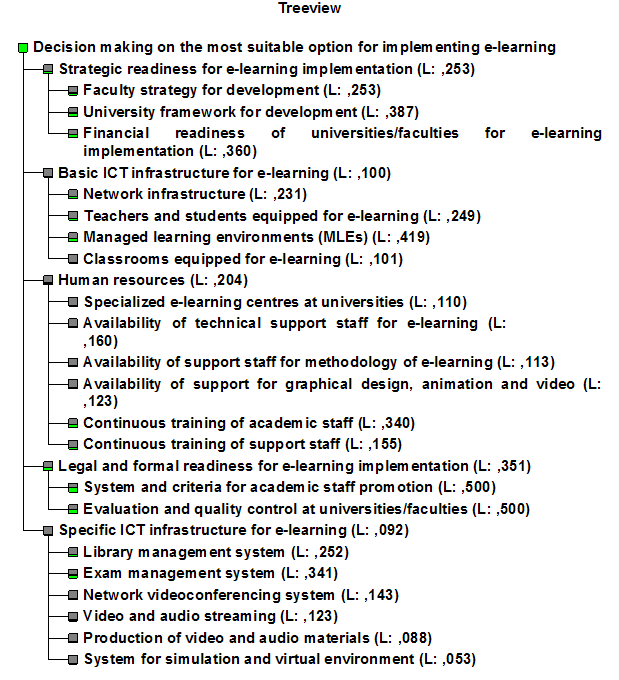 Treeview
Decision making on the most suitable option for implementing e-learning
Strategic readiness for e-learning implementation (L: ,253)
Faculty strategy for development (L: ,253)
University framework for development (L: ,387)
Financial readiness of universities/faculties for e-learning
implementation (L: ,360)
Basic ICT infrastructure for e-learning (L: ,100)
Network infrastructure (L: ,231)
Teachers and students equipped for e-learning (L: ,249)
Managed learning environments (MLEs) (L: ,419)
Classrooms equipped for e-learning (L: ,101)
Human resources (L: ,204)
Specialized e-learning centres at universities (L: ,110)
Availability of technical support staff for e-learning (L:
,160)
Availability of support staff for methodology of e-learning (L: ,113)
Availability of support for graphical design, animation and video (L:
,123)
Continuous training of academic staff (L: ,340)
Continuous training of support staff (L: ,155)
Legal and formal readiness for e-learning implementation (L: ,351)
System and criteria for academic staff promotion (L: ,500)
Evaluation and quality control at universities/faculties (L: ,500)
Specific ICT infrastructure for e-learning (L: ,092)
Library management system (L: ,252)
Exam management system (L: ,341)
Network videoconferencing system (L: ,143)
Video and audio streaming (L: ,123)
Production of video and audio materials (L: ,088)
System for simulation and virtual environment (L: ,053)